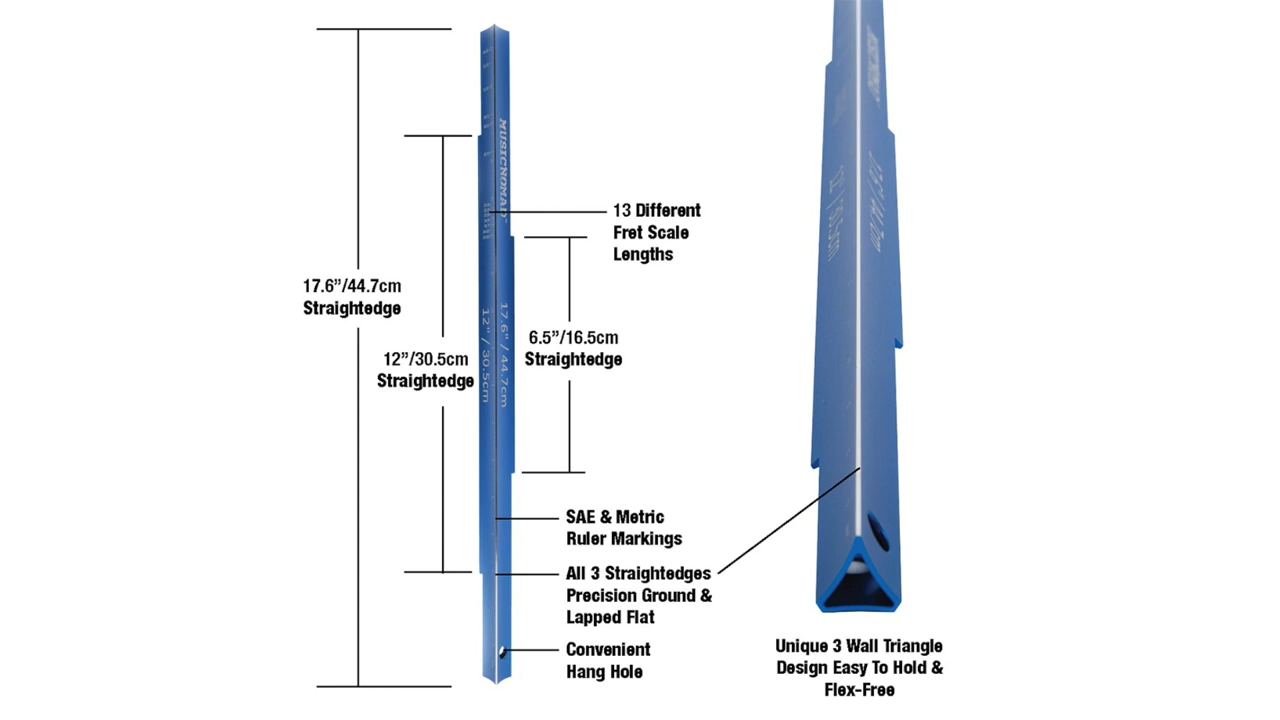 17.6”/44.7cm
Straightedge
12”/30.5cm
Straightedge
MUSICNOMAD
17.6" / 44.7cm
12" / 30.5cm
13 Different
Fret Scale
Lengths
6.5”/16.5cm
Straightedge
SAE & Metric
Ruler Markings
All 3 Straightedges
Precision Ground &
Lapped Flat
Convenient
Hang Hole
Unique 3 Wall Triangle
Design Easy To Hold &
Flex-Free